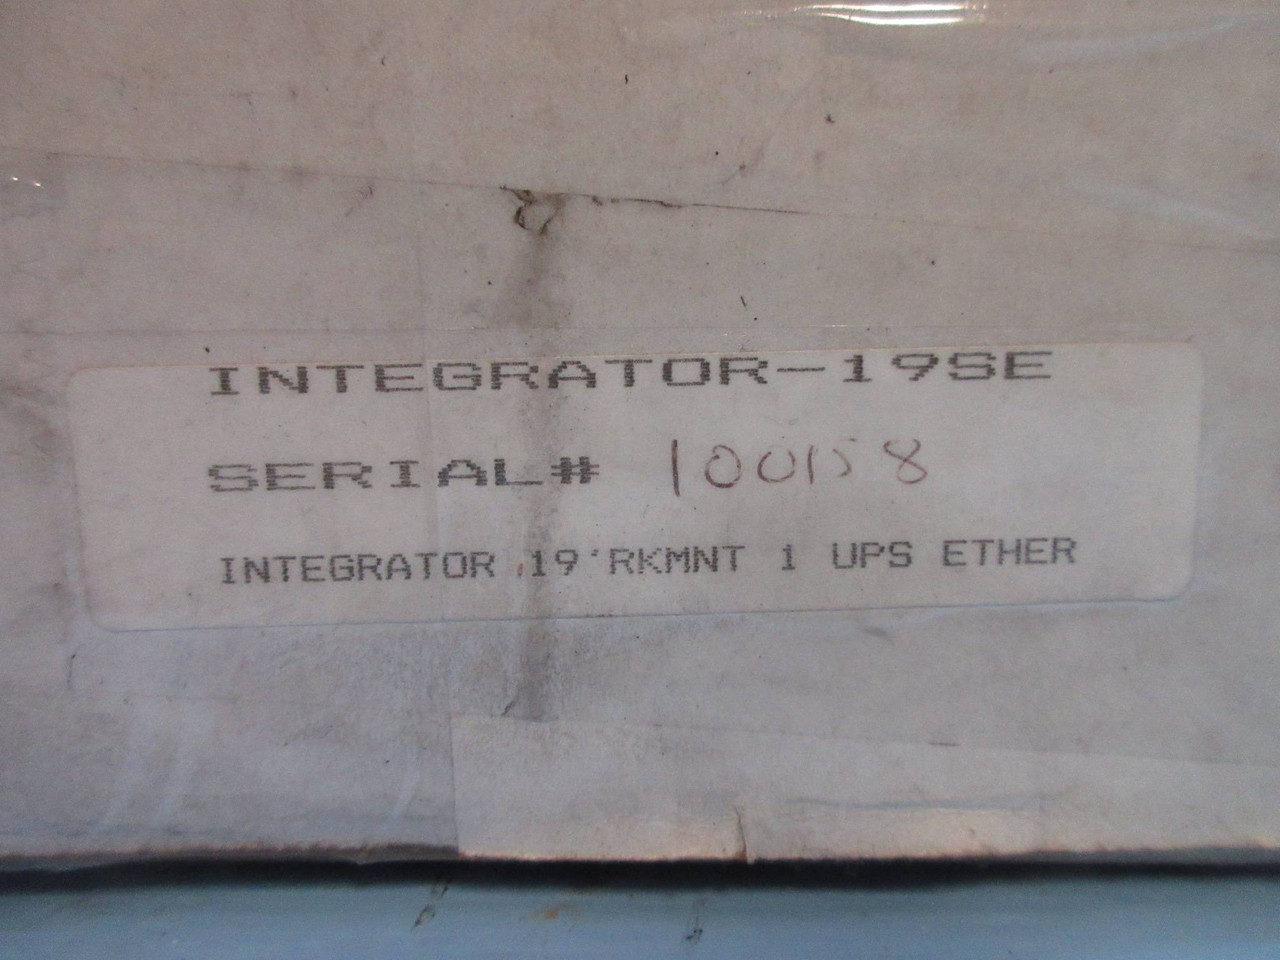 INTEGRATOR-19SE
SERIAL# 100158
INTEGRATOR 19'RKMNT 1 UPS ETHER